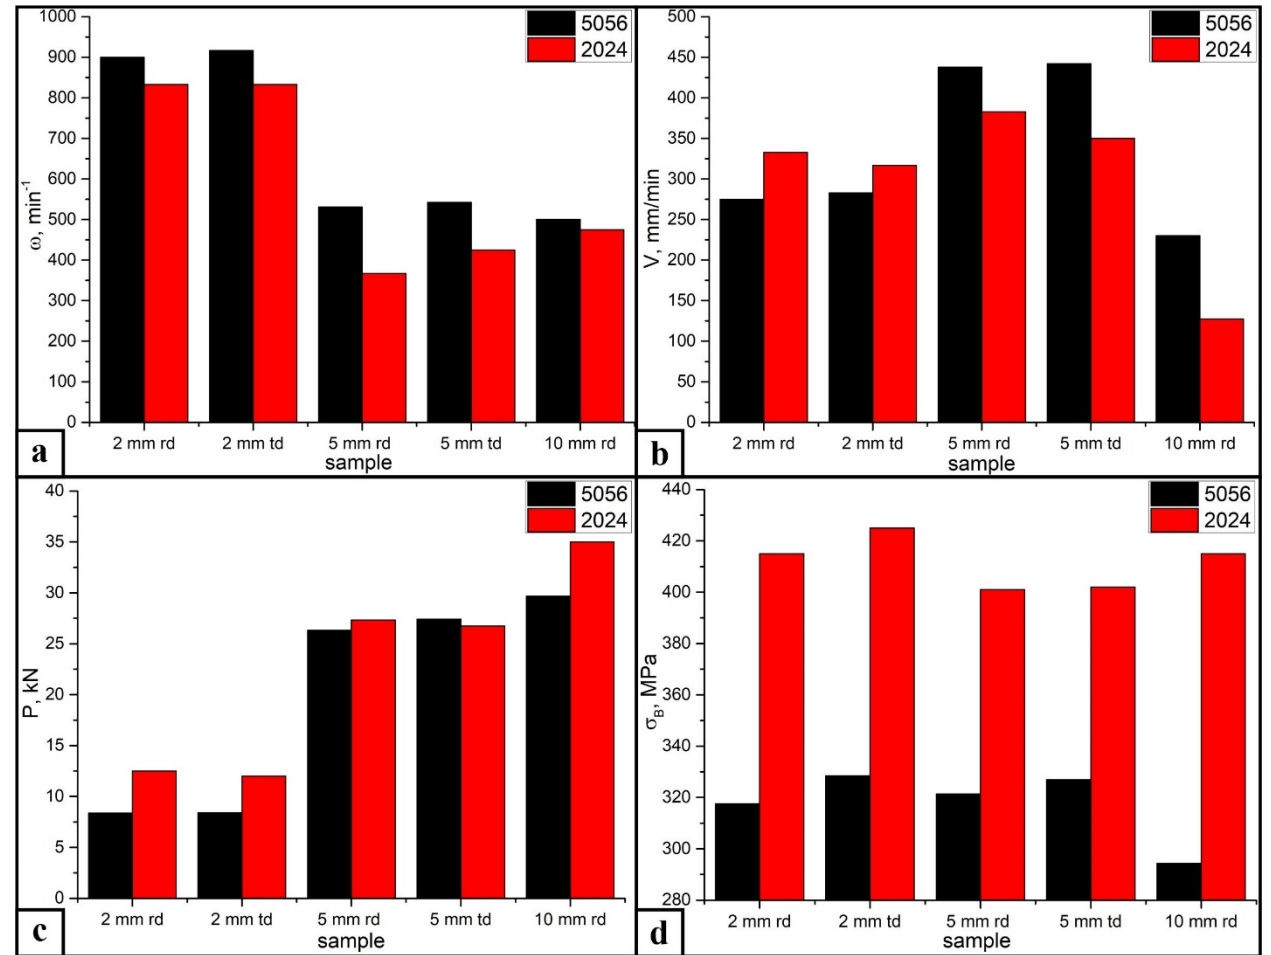 1000
900
800
700
600
500
400
300
200
100
0
ω, min⁻¹
5056
2024
2 mm rd
2 mm td
5 mm rd
5 mm td
10 mm rd
sample
a
500
450
400
350
300
250
200
150
100
50
0
V, mm/min
5056
2024
2 mm rd
2 mm td
5 mm rd
5 mm td
10 mm rd
sample
b
40
35
30
25
20
15
10
5
0
P, kN
5056
2024
2 mm rd
2 mm td
5 mm rd
5 mm td
10 mm rd
sample
c
440
420
400
380
360
340
320
300
280
σB, MPa
5056
2024
2 mm rd
2 mm td
5 mm rd
5 mm td
10 mm rd
sample
d